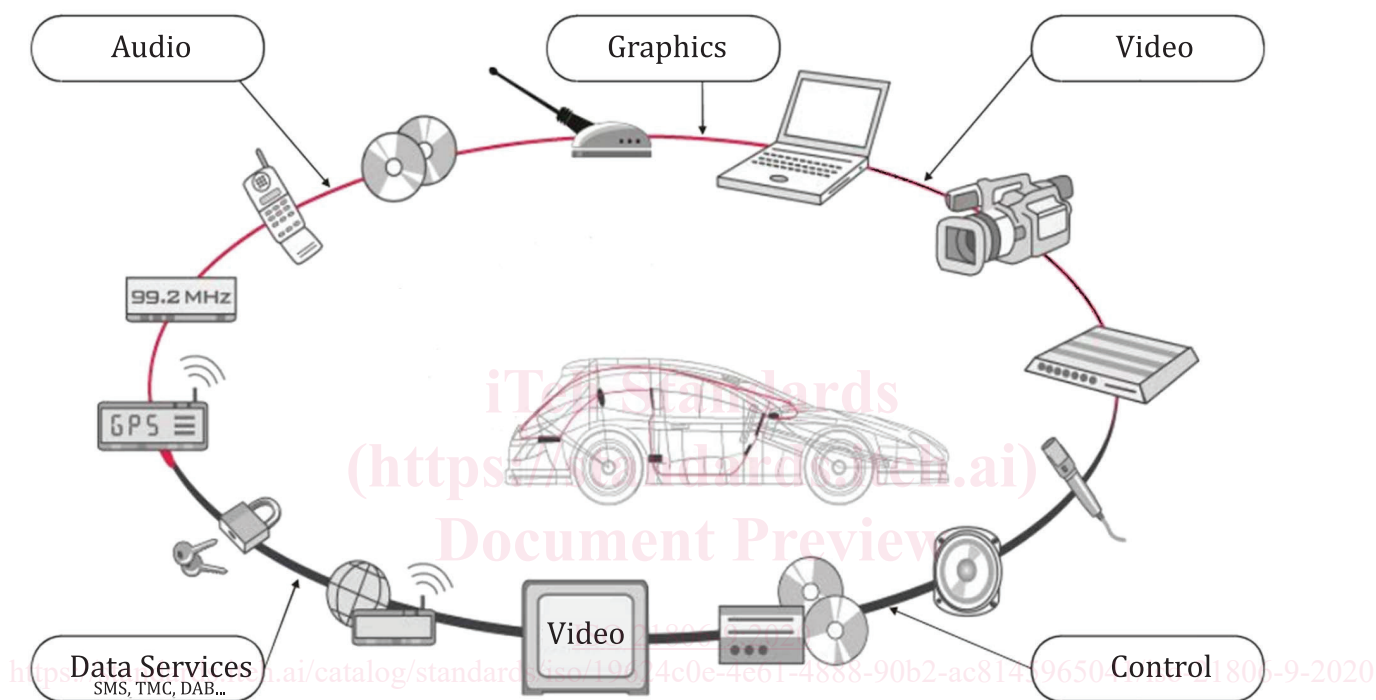 Audio
Graphics
Video
99.2 MHz
GPS
iTeh Standards
(https://standards.iteh.ai)
Document Preview
Video
Data Services
SMS, TMC, DAB...
Control